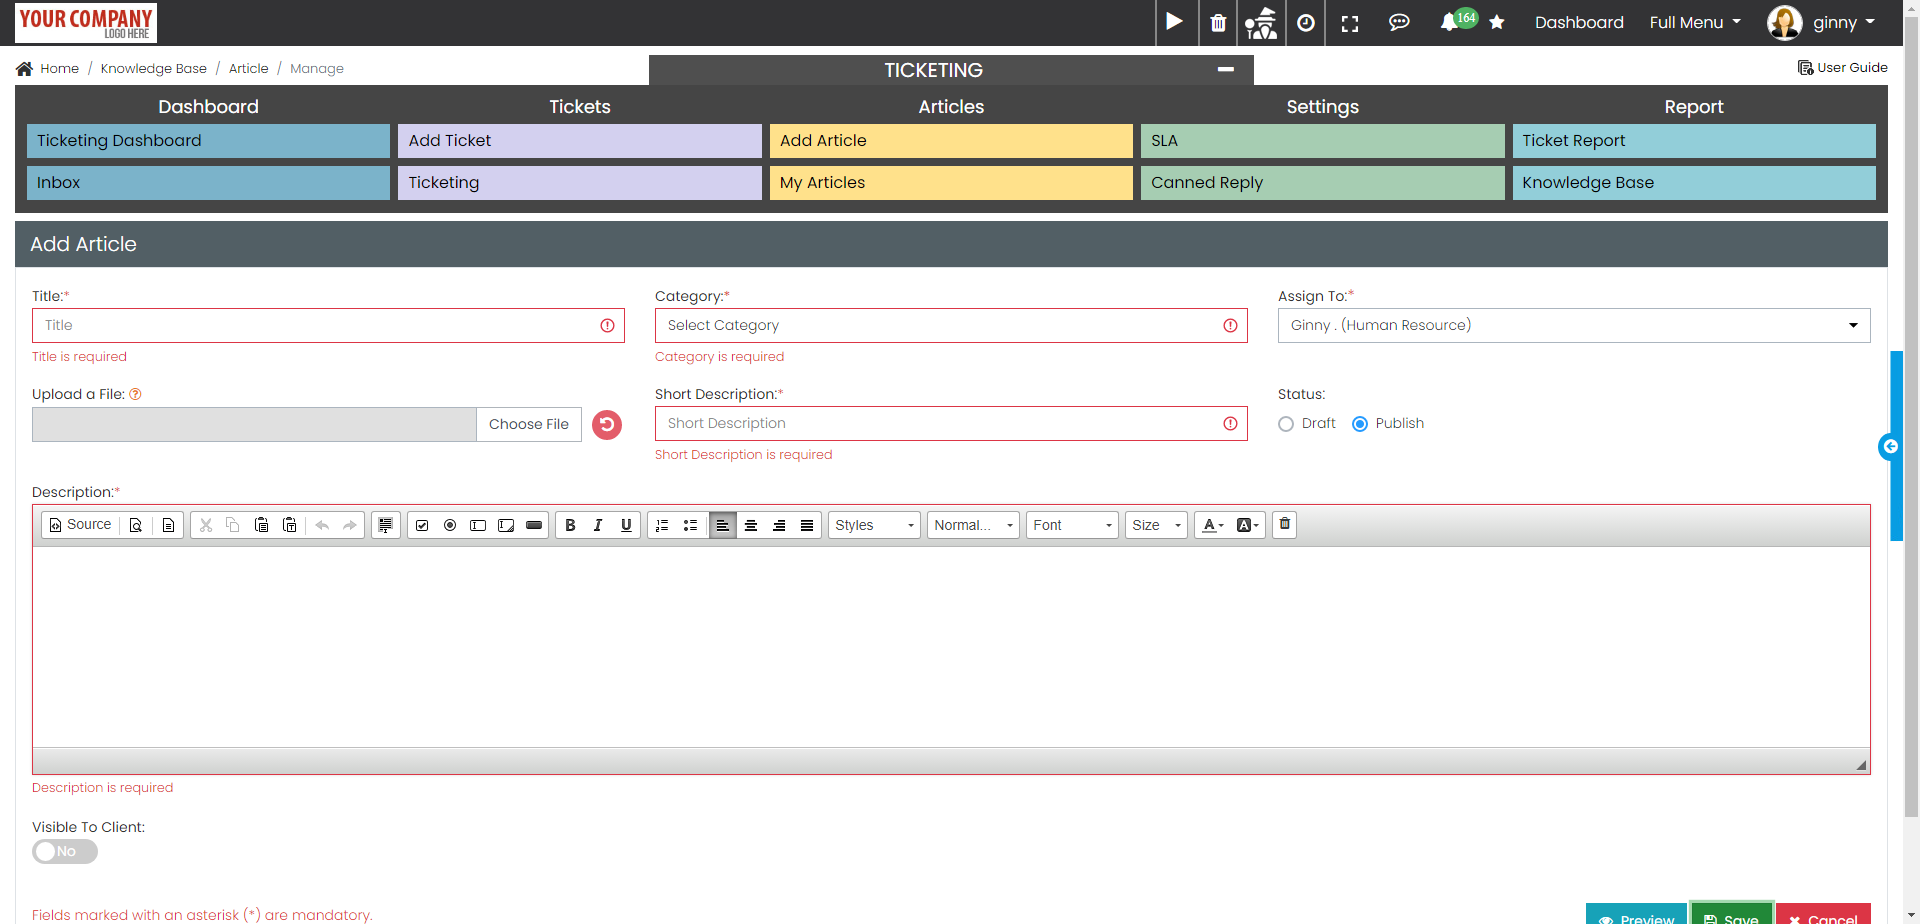 YOUR COMPANY
LOGO HERE
164
Dashboard
Full Menu
ginny
Home / Knowledge Base / Article / Manage
TICKETING
User Guide
Dashboard
Tickets
Articles
Settings
Report
Ticketing Dashboard
Add Ticket
Add Article
SLA
Ticket Report
Inbox
Ticketing
My Articles
Canned Reply
Knowledge Base
Add Article
Title:*
Category:*
Assign To:*
Title
Select Category
Ginny . (Human Resource)
Title is required
Category is required
Upload a File:
Short Description:*
Status:
Choose File
Short Description
Draft
Publish
Short Description is required
Description:*
Source
B I U
Styles
Normal...
Font
Size
A
A
Description is required
Visible To Client:
No
Fields marked with an asterisk (*) are mandatory.
Preview
Save
Cancel